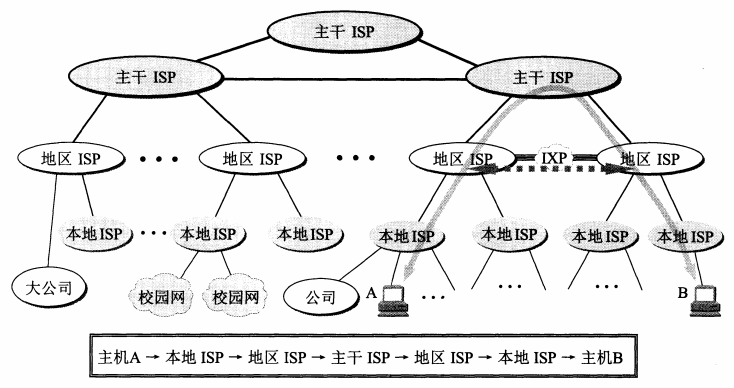 主干 ISP
主干 ISP
主干 ISP
地区 ISP
• • •
地区 ISP
• • •
地区 ISP
IXP
地区 ISP
本地ISP
• • •
本地ISP
本地ISP
本地ISP
本地ISP
本地ISP
本地ISP
大公司
校园网
校园网
公司
A
• • •
• • •
B
主机A → 本地 ISP → 地区 ISP → 主干 ISP → 地区 ISP → 本地 ISP → 主机B